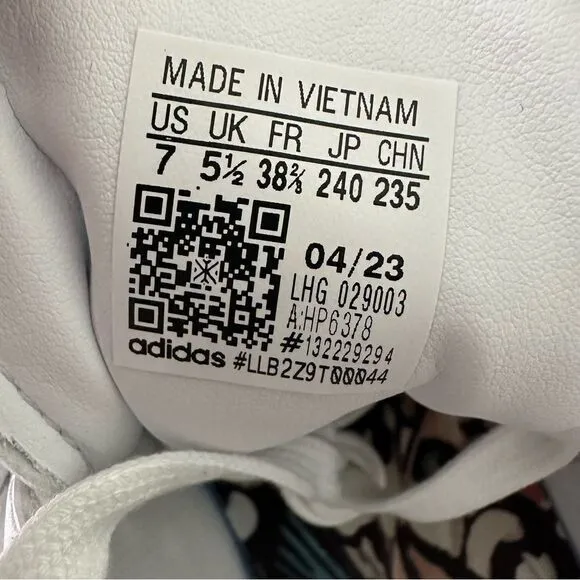 MADE IN VIETNAM
US UK FR JP CHN
7 5½ 38⅔ 240 235
04/23
LHG 029003
A:HP6378
#132229294
adidas #LLB2Z9T00044